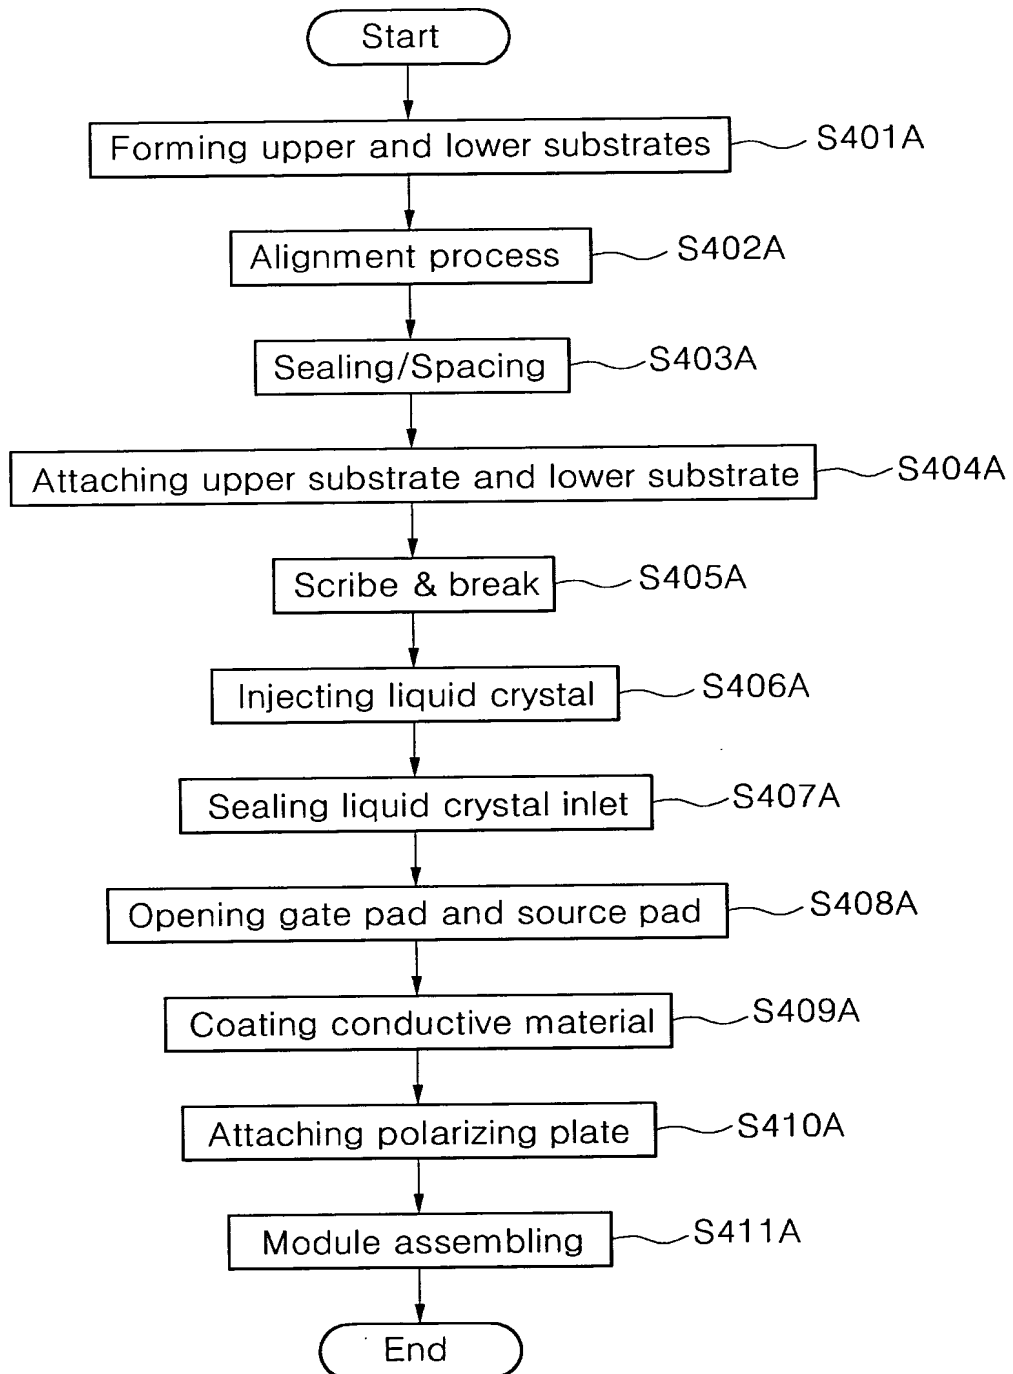 Start
Forming upper and lower substrates
S401A
Alignment process
S402A
Sealing/Spacing
S403A
Attaching upper substrate and lower substrate
S404A
Scribe & break
S405A
Injecting liquid crystal
S406A
Sealing liquid crystal inlet
S407A
Opening gate pad and source pad
S408A
Coating conductive material
S409A
Attaching polarizing plate
S410A
Module assembling
S411A
End